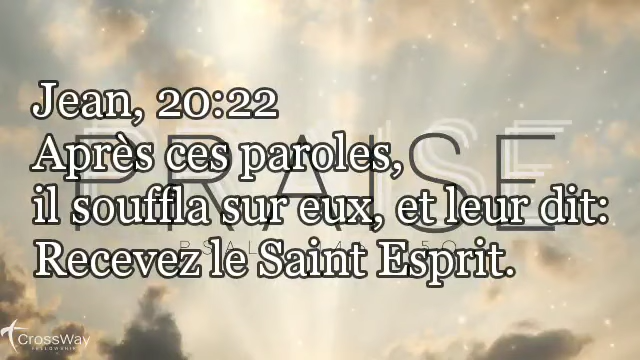 Jean, 20:22
PRAISE
Après ces paroles,
il souffla sur eux, et leur dit:
Recevez le Saint Esprit.
CrossWay
FELLOWSHIP